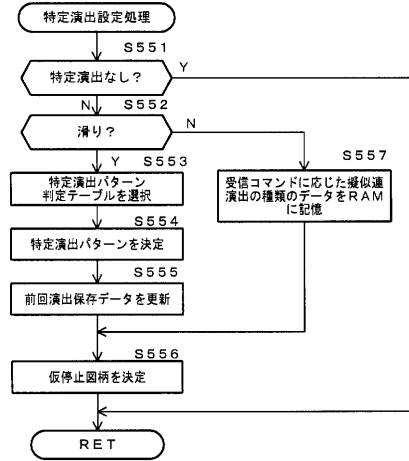 特定演出設定処理
S551
特定演出なし?
Y
N
S552
滑り?
N
Y
S553
特定演出パターン
判定テーブルを選択
S557
受信コマンドに応じた擬似連
演出の種類のデータをRAM
に記憶
S554
特定演出パターンを決定
S555
前回演出保存データを更新
S556
仮停止図柄を決定
RET